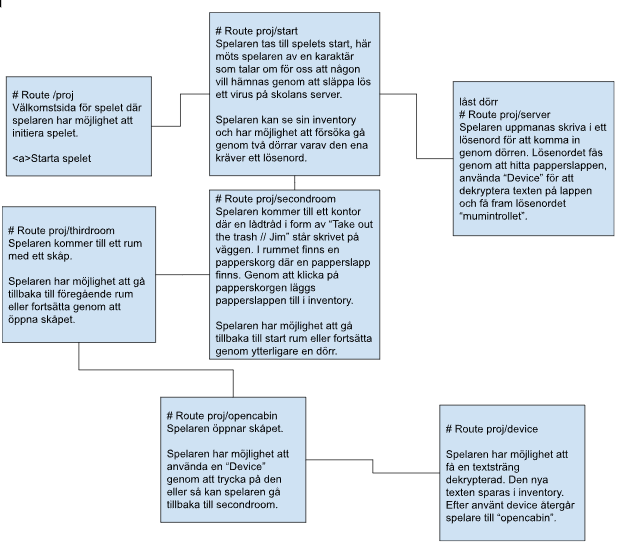 # Route /proj
Välkomstsida för spelet där
spelaren har möjlighet att
initiera spelet.
<a>Starta spelet
# Route proj/start
Spelaren tas till spelets start, här
möts spelaren av en karaktär
som talar om för oss att någon
vill hämnas genom att släppa lös
ett virus på skolans server.
Spelaren kan se sin inventory
och har möjlighet att försöka gå
genom två dörrar varav den ena
kräver ett lösenord.
låst dörr
# Route proj/server
Spelaren uppmanas skriva i ett
lösenord för att komma in
genom dörren. Lösenordet fås
genom att hitta papperslappen,
använda “Device” för att
dekryptera texten på lappen
och få fram lösenordet
“mumintrollet”.
# Route proj/secondroom
Spelaren kommer till ett kontor
där en lådtråd i form av “Take out
the trash // Jim” står skrivet på
väggen. I rummet finns en
papperskorg där en papperslapp
finns. Genom att klicka på
papperskorgen läggs
papperslappen till i inventory.
Spelaren har möjlighet att gå
tillbaka till start rum eller fortsätta
genom ytterligare en dörr.
# Route proj/thirdroom
Spelaren kommer till ett rum
med ett skåp.
Spelaren har möjlighet att gå
tillbaka till föregående rum
eller fortsätta genom att
öppna skåpet.
# Route proj/opencabin
Spelaren öppnar skåpet.
Spelaren har möjlighet att
använda en “Device”
genom att trycka på den
eller så kan spelaren gå
tillbaka till secondroom.
# Route proj/device
Spelaren har möjlighet att
få en textsträng
dekrypterad. Den nya
texten sparas i inventory.
Efter använt device återgår
spelare till “opencabin”.